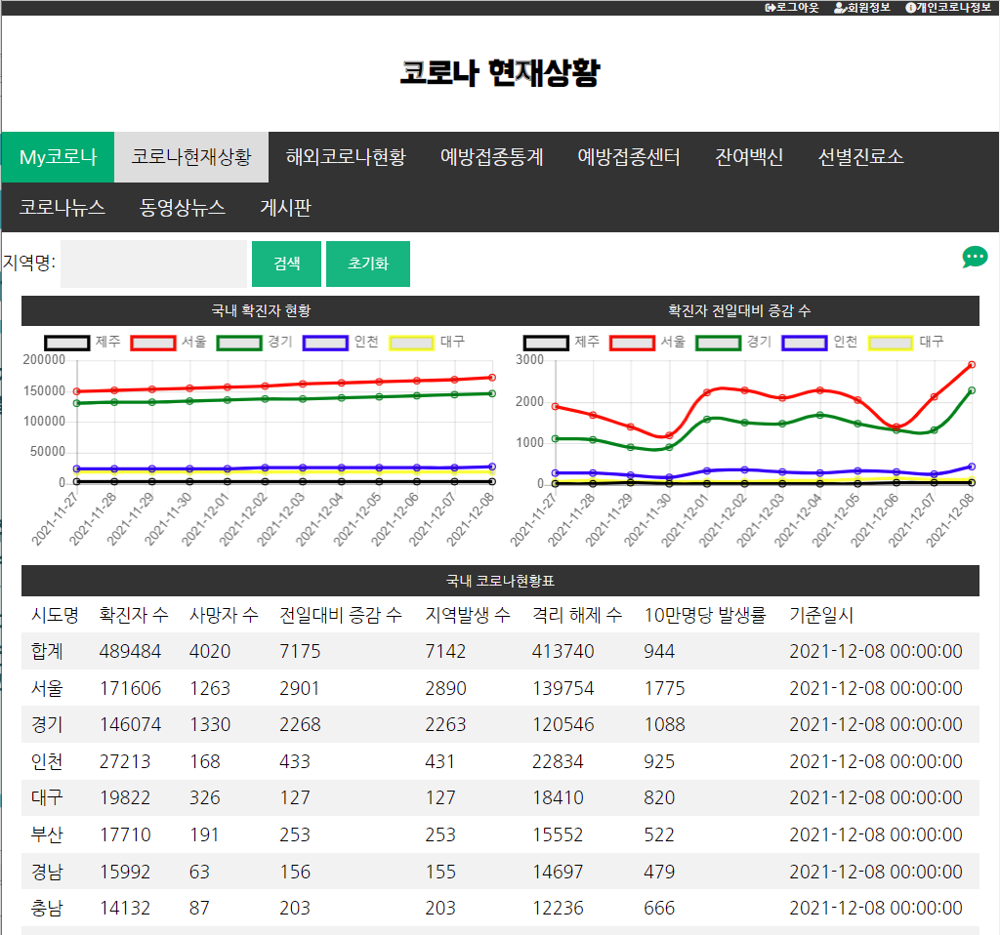 로그아웃 회원정보 개인코로나정보
코로나 현재상황
My코로나 코로나현재상황 해외코로나현황 예방접종통계 예방접종센터 잔여백신 선별진료소
코로나뉴스 동영상뉴스 게시판
지역명: 검색 초기화
국내 확진자 현황
제주 서울 경기 인천 대구
200000
150000
100000
50000
0
2021-11-27 2021-11-28 2021-11-29 2021-11-30 2021-12-01 2021-12-02 2021-12-03 2021-12-04 2021-12-05 2021-12-06 2021-12-07 2021-12-08
확진자 전일대비 증감 수
제주 서울 경기 인천 대구
3000
2000
1000
0
2021-11-27 2021-11-28 2021-11-29 2021-11-30 2021-12-01 2021-12-02 2021-12-03 2021-12-04 2021-12-05 2021-12-06 2021-12-07 2021-12-08
국내 코로나현황표
시도명 확진자 수 사망자 수 전일대비 증감 수 지역발생 수 격리 해제 수 10만명당 발생률 기준일시
합계 489484 4020 7175 7142 413740 944 2021-12-08 00:00:00
서울 171606 1263 2901 2890 139754 1775 2021-12-08 00:00:00
경기 146074 1330 2268 2263 120546 1088 2021-12-08 00:00:00
인천 27213 168 433 431 22834 925 2021-12-08 00:00:00
대구 19822 326 127 127 18410 820 2021-12-08 00:00:00
부산 17710 191 253 253 15552 522 2021-12-08 00:00:00
경남 15992 63 156 155 14697 479 2021-12-08 00:00:00
충남 14132 87 203 203 12236 666 2021-12-08 00:00:00